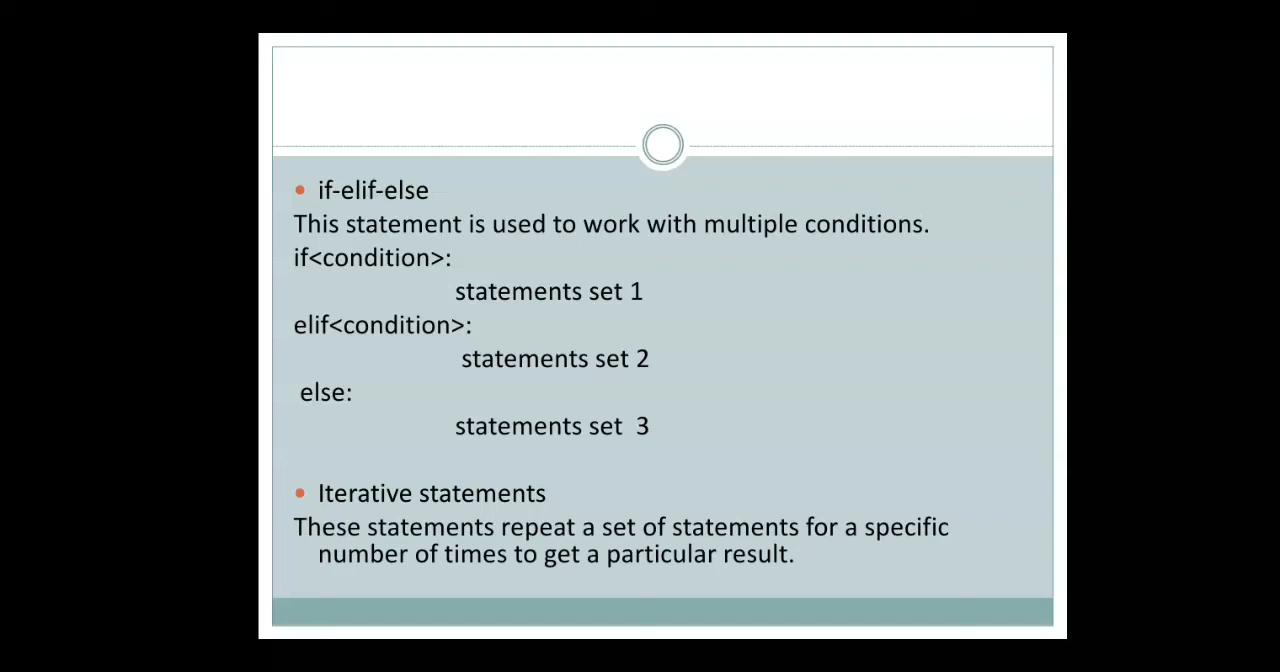 • if-elif-else
This statement is used to work with multiple conditions.
if<condition>:
statements set 1
elif<condition>:
statements set 2
else:
statements set  3
• Iterative statements
These statements repeat a set of statements for a specific
number of times to get a particular result.